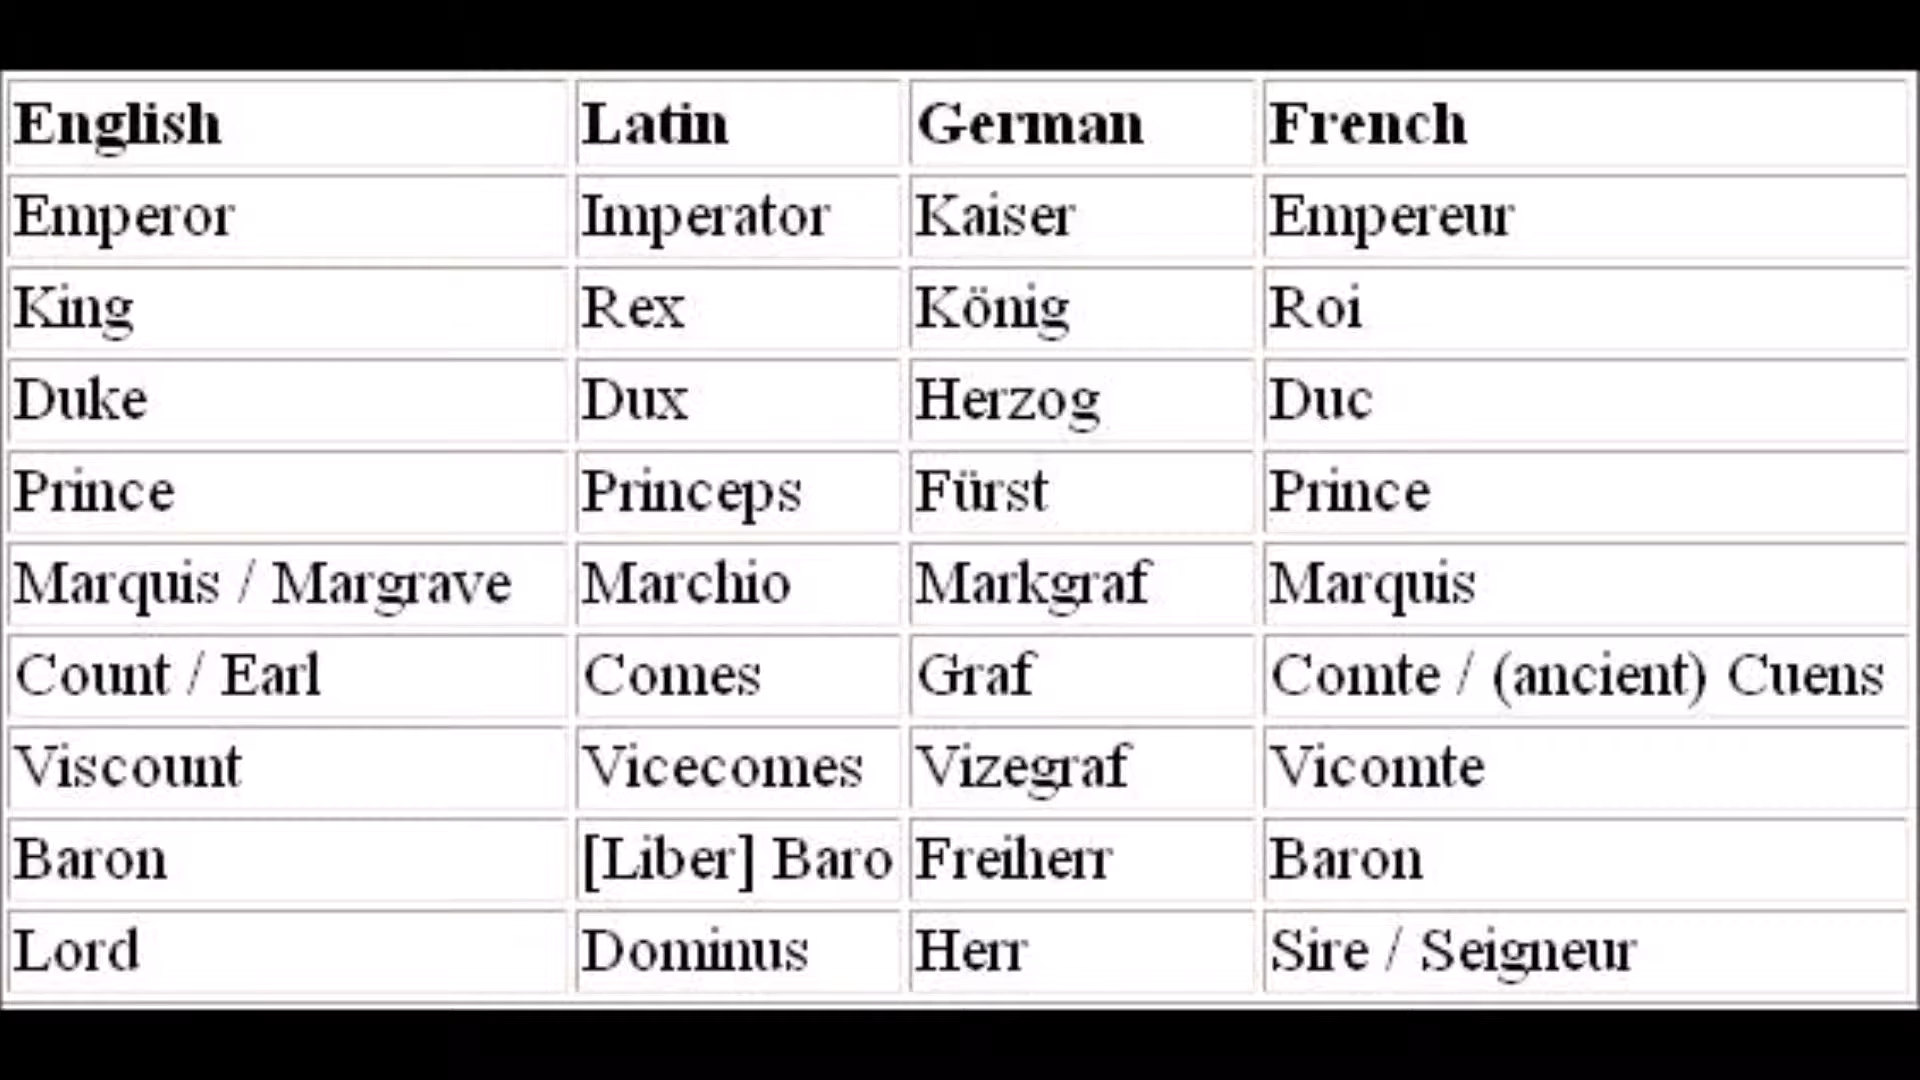 English Latin German French
Emperor Imperator Kaiser Empereur
King Rex König Roi
Duke Dux Herzog Duc
Prince Princeps Fürst Prince
Marquis / Margrave Marchio Markgraf Marquis
Count / Earl Comes Graf Comte / (ancient) Cuens
Viscount Vicecomes Vizegraf Vicomte
Baron [Liber] Baro Freiherr Baron
Lord Dominus Herr Sire / Seigneur